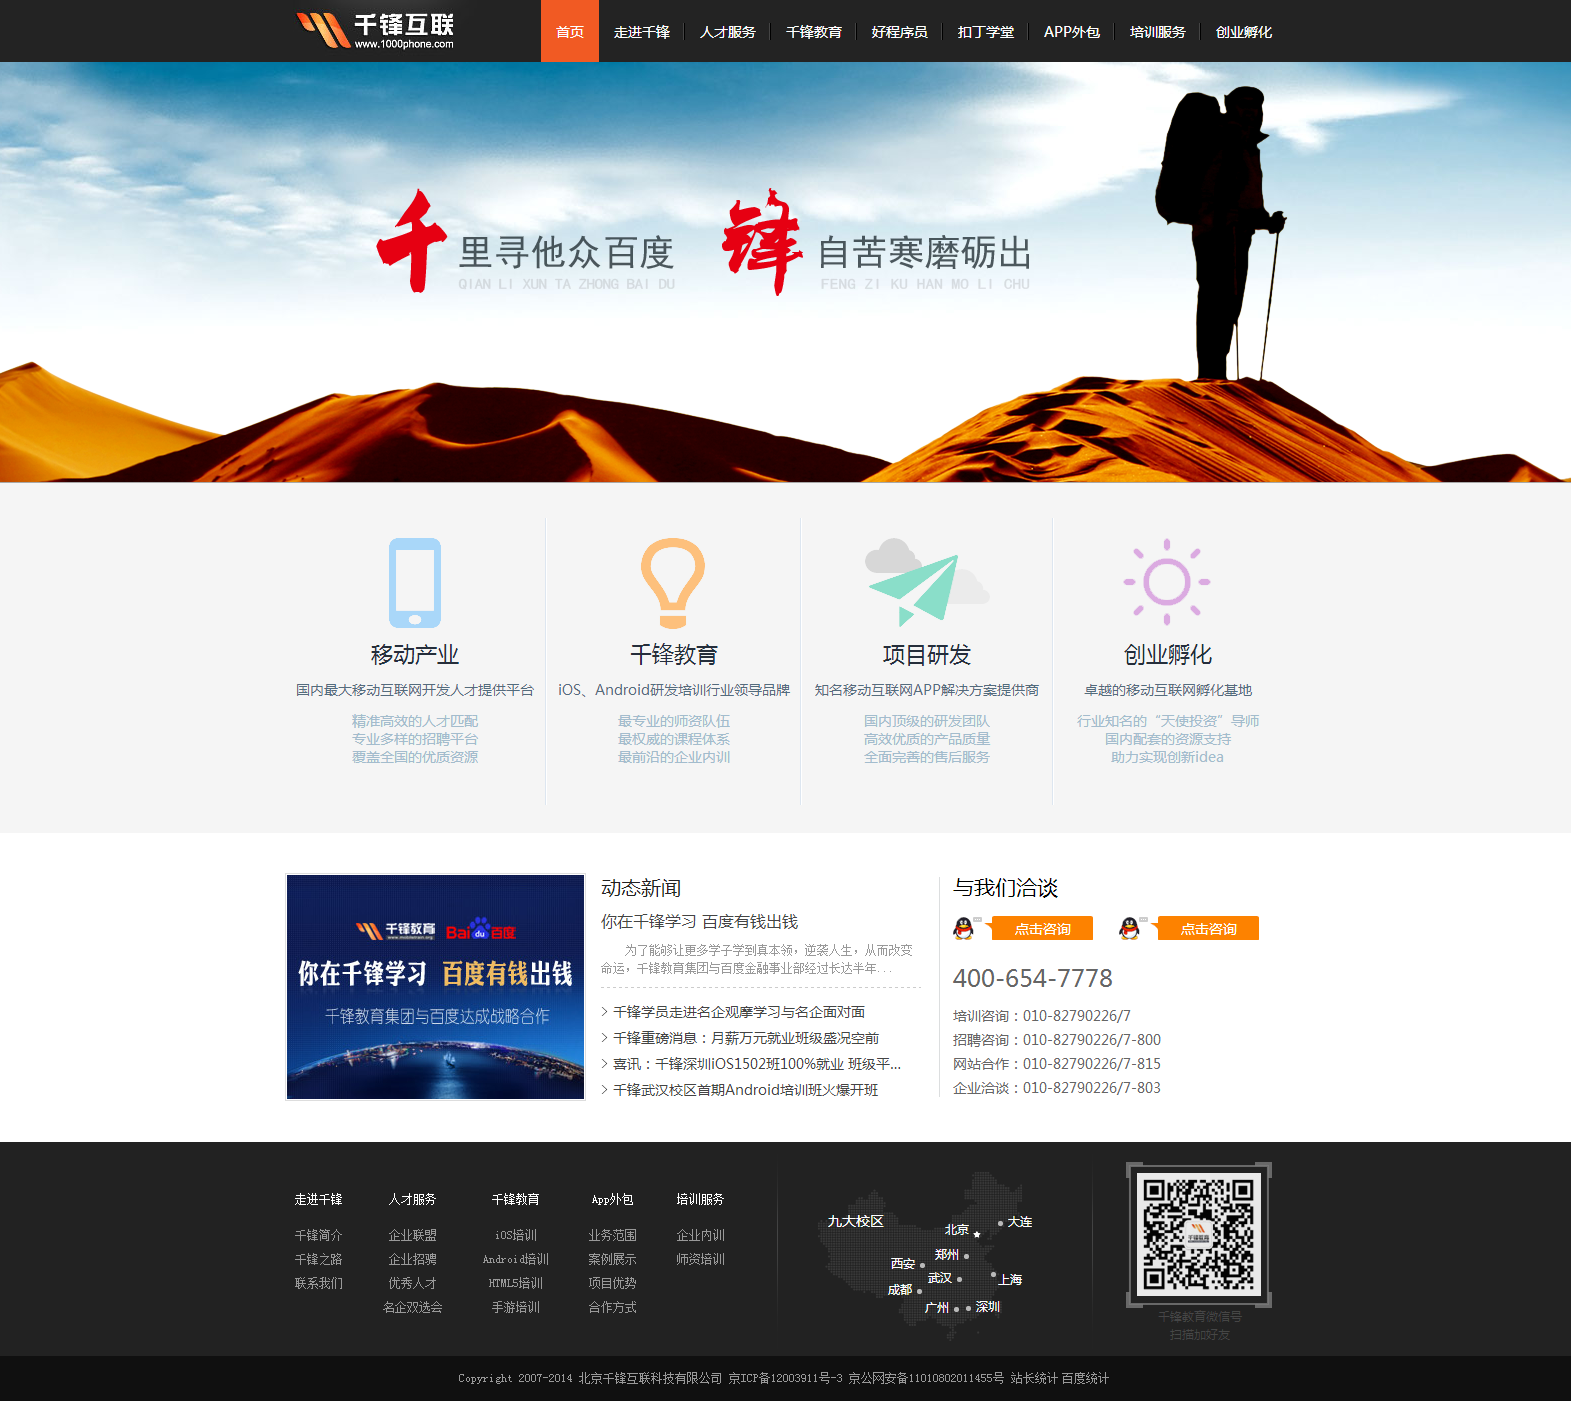 千锋互联
www.1000phone.com
首页 走进千锋 人才服务 千锋教育 好程序员 扣丁学堂 APP外包 培训服务 创业孵化
千里寻他众百度 锋自苦寒磨砺出
QIAN LI XUN TA ZHONG BAI DU FENG ZI KU HAN MO LI CHU
移动产业
国内最大移动互联网开发人才提供平台
精准高效的人才匹配
专业多样的招聘平台
覆盖全国的优质资源
千锋教育
iOS、Android研发培训行业领导品牌
最专业的师资队伍
最权威的课程体系
最前沿的企业内训
项目研发
知名移动互联网APP解决方案提供商
国内顶级的研发团队
高效优质的产品质量
全面完善的售后服务
创业孵化
卓越的移动互联网孵化基地
行业知名的“天使投资”导师
国内配套的资源支持
助力实现创新idea
千锋教育 Bai du 百度
你在千锋学习 百度有钱出钱
千锋教育集团与百度达成战略合作
动态新闻
你在千锋学习 百度有钱出钱
为了能够让更多学子学到真本领，逆袭人生，从而改变
命运，千锋教育集团与百度金融事业部经过长达半年...
> 千锋学员走进名企观摩学习与名企面对面
> 千锋重磅消息：月薪万元就业班级盛况空前
> 喜讯：千锋深圳iOS1502班100%就业 班级平...
> 千锋武汉校区首期Android培训班火爆开班
与我们洽谈
点击咨询 点击咨询
400-654-7778
培训咨询：010-82790226/7
招聘咨询：010-82790226/7-800
网站合作：010-82790226/7-815
企业洽谈：010-82790226/7-803
走进千锋 人才服务 千锋教育 App外包 培训服务
千锋简介 企业联盟 iOS培训 业务范围 企业内训
千锋之路 企业招骋 Android培训 案例展示 师资培训
联系我们 优秀人才 HTML5培训 项目优势
名企双选会 手游培训 合作方式
九大校区
北京
大连
郑州
西安
武汉
上海
成都
广州
深圳
千锋教育
千锋教育微信号
扫描加好友
Copyright 2007-2014 北京千锋互联科技有限公司 京ICP备12003911号-3 京公网安备11010802011455号 站长统计 百度统计